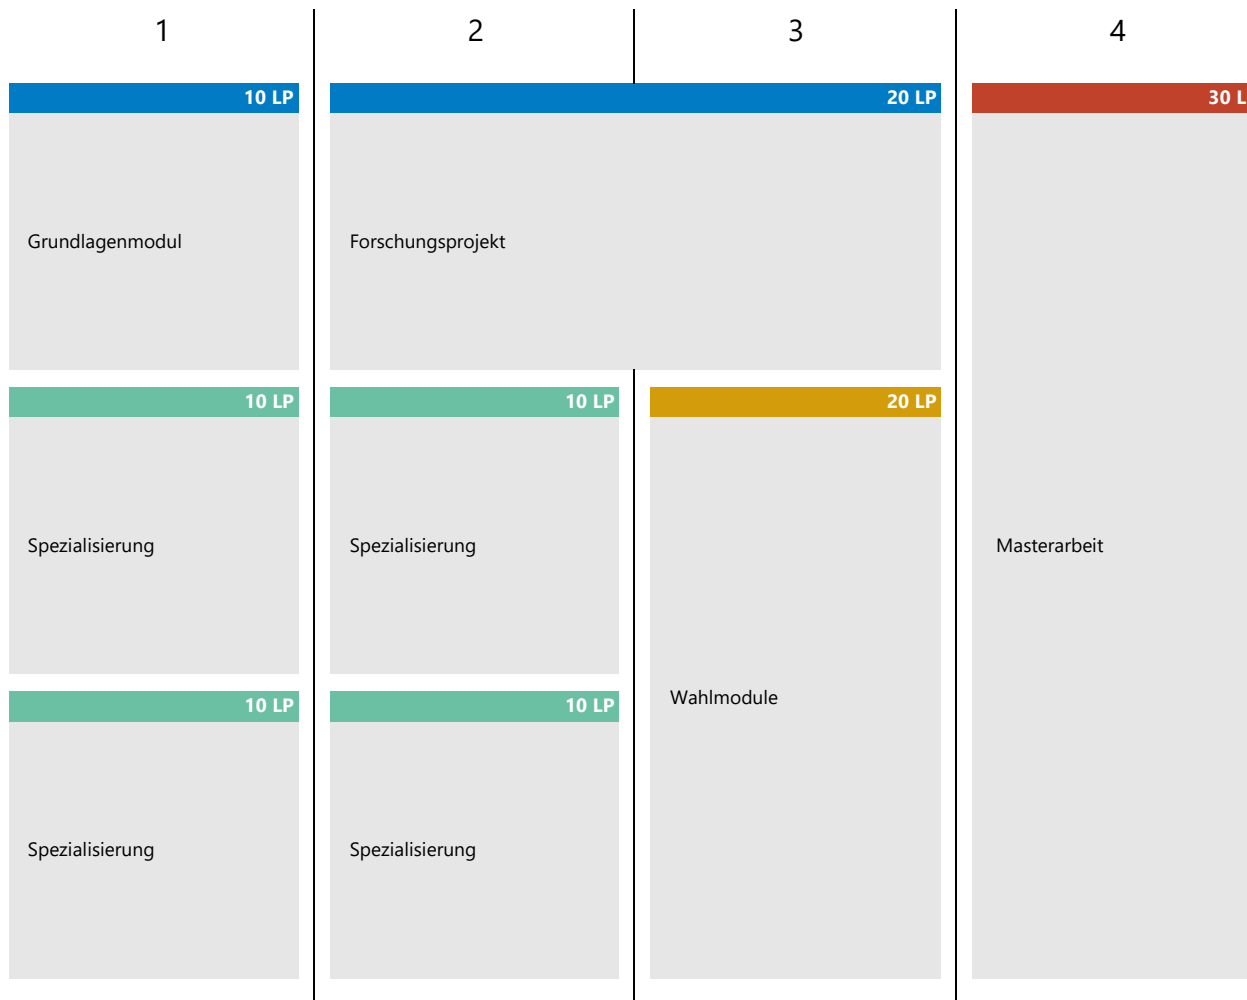 1
2
3
4
10 LP
20 LP
30 L
Grundlagenmodul
Forschungsprojekt
10 LP
10 LP
20 LP
Spezialisierung
Spezialisierung
Masterarbeit
10 LP
10 LP
Wahlmodule
Spezialisierung
Spezialisierung